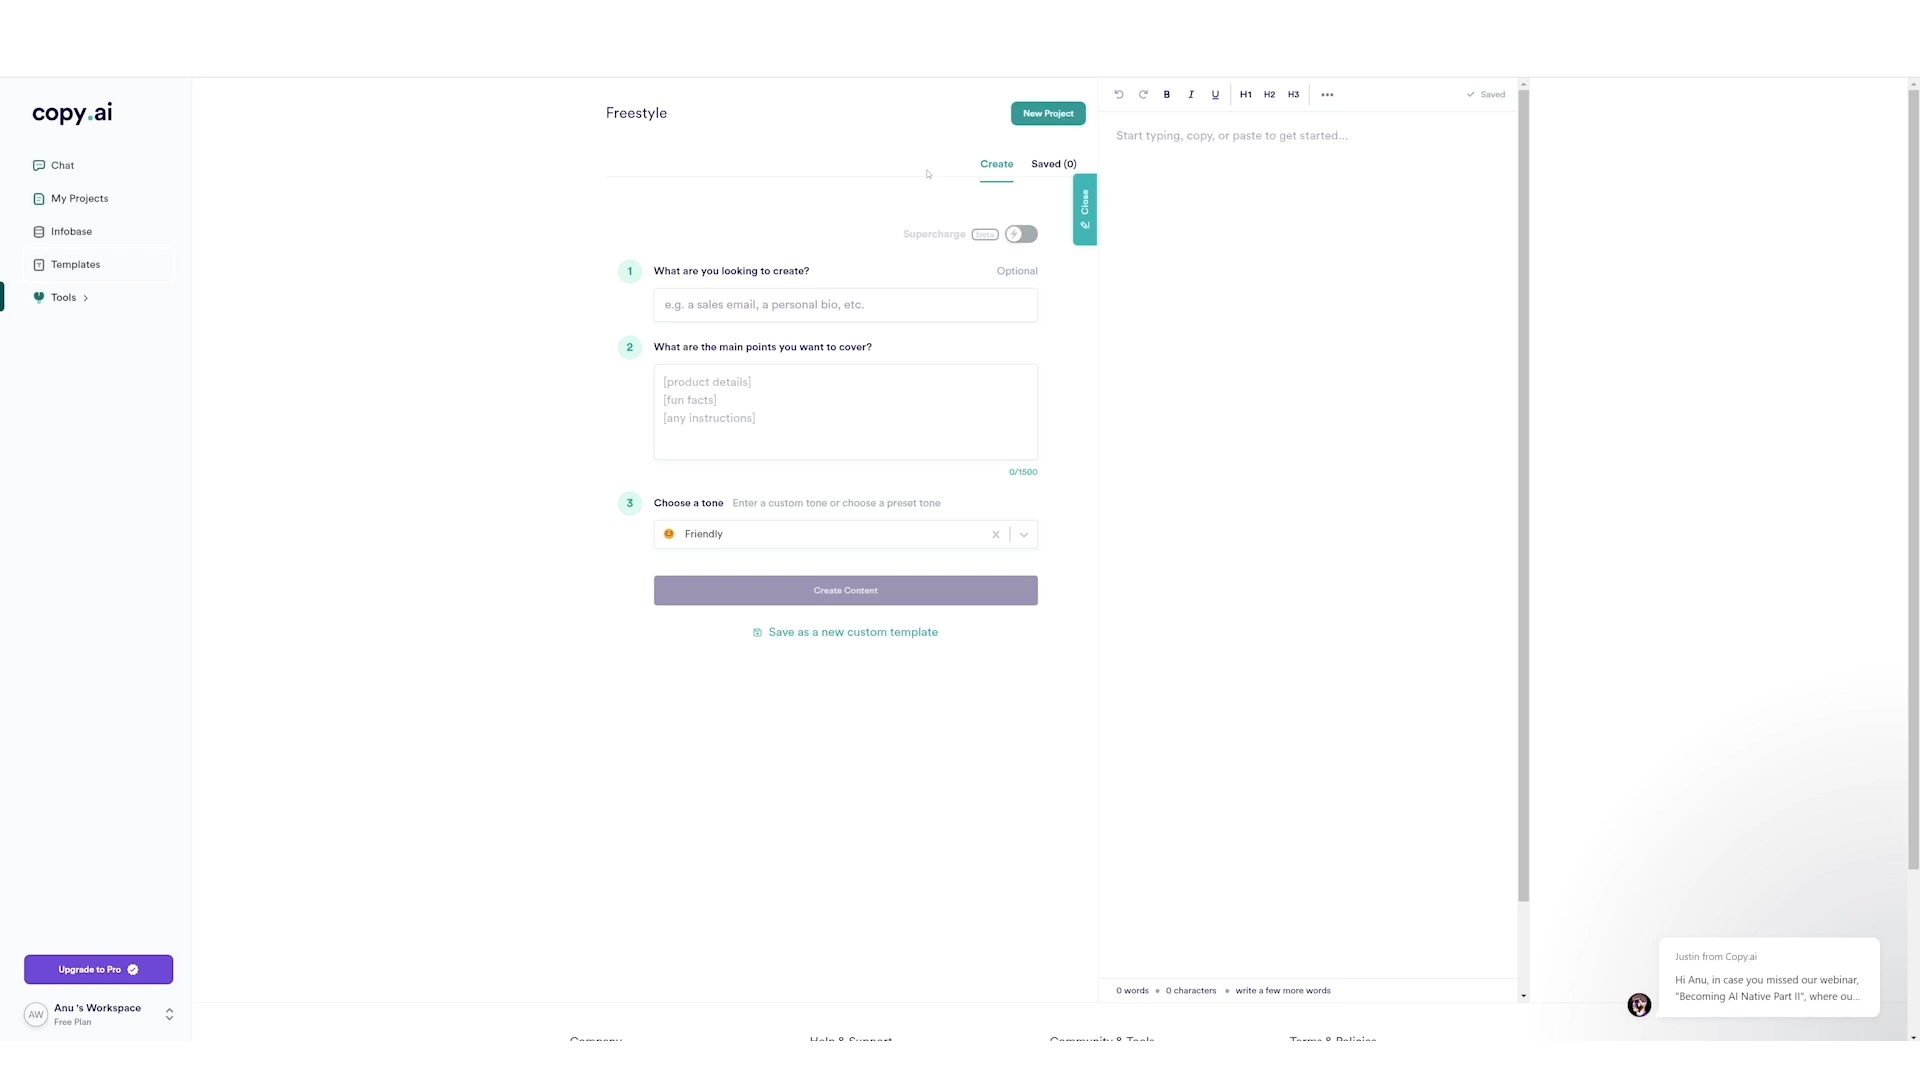 copy.ai
Chat
My Projects
Infobase
Templates
Tools
Upgrade to Pro
AW
Anu 's Workspace
Free Plan
Freestyle
New Project
Create
Saved (0)
Close
Supercharge
Beta
1
What are you looking to create?
Optional
e.g. a sales email, a personal bio, etc.
2
What are the main points you want to cover?
[product details]
[fun facts]
[any instructions]
0/1500
3
Choose a tone
Enter a custom tone or choose a preset tone
Friendly
Create Content
Save as a new custom template
B I U H1 H2 H3
Saved
Start typing, copy, or paste to get started...
0 words • 0 characters • write a few more words
Justin from Copy.ai
Hi Anu, in case you missed our webinar,
"Becoming AI Native Part II", where ou...
Company
Help & Support
Community & Tools
Terms & Policies